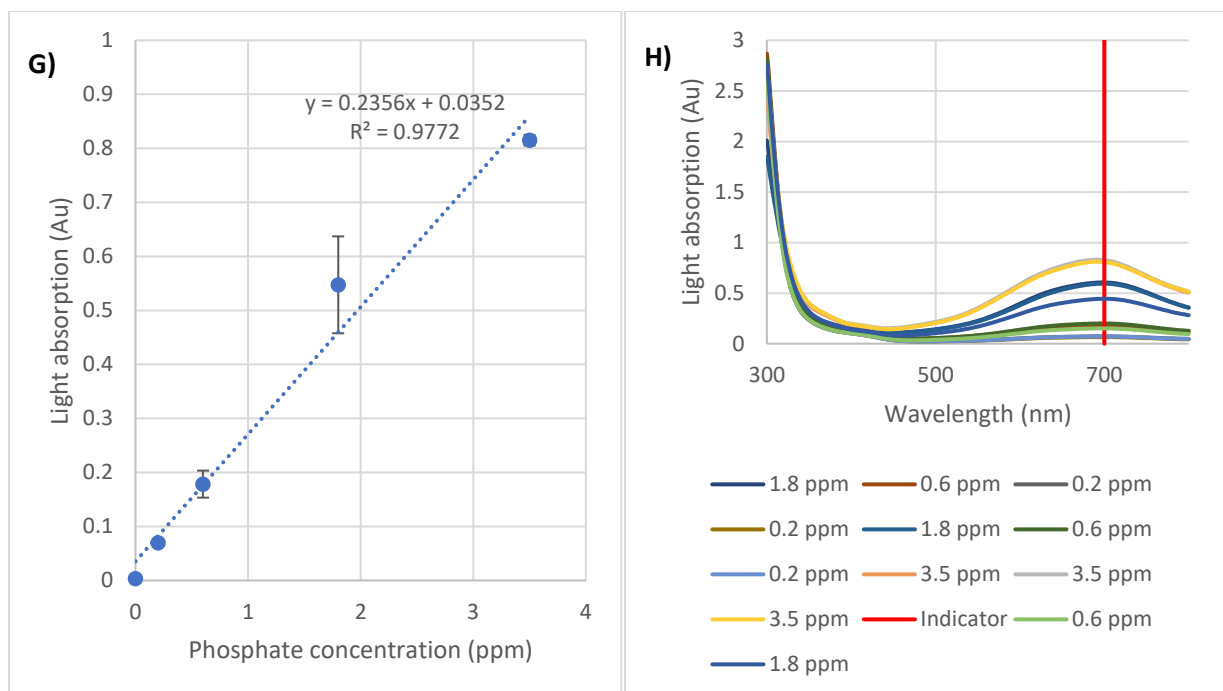 G)
1
0.9
0.8
0.7
0.6
0.5
0.4
0.3
0.2
0.1
0
y = 0.2356x + 0.0352
R² = 0.9772
Light absorption (Au)
0 1 2 3 4
Phosphate concentration (ppm)
H)
3
2.5
2
1.5
1
0.5
0
Light absorption (Au)
300 500 700
Wavelength (nm)
1.8 ppm 0.6 ppm 0.2 ppm
0.2 ppm 1.8 ppm 0.6 ppm
0.2 ppm 3.5 ppm 3.5 ppm
3.5 ppm Indicator 0.6 ppm
1.8 ppm